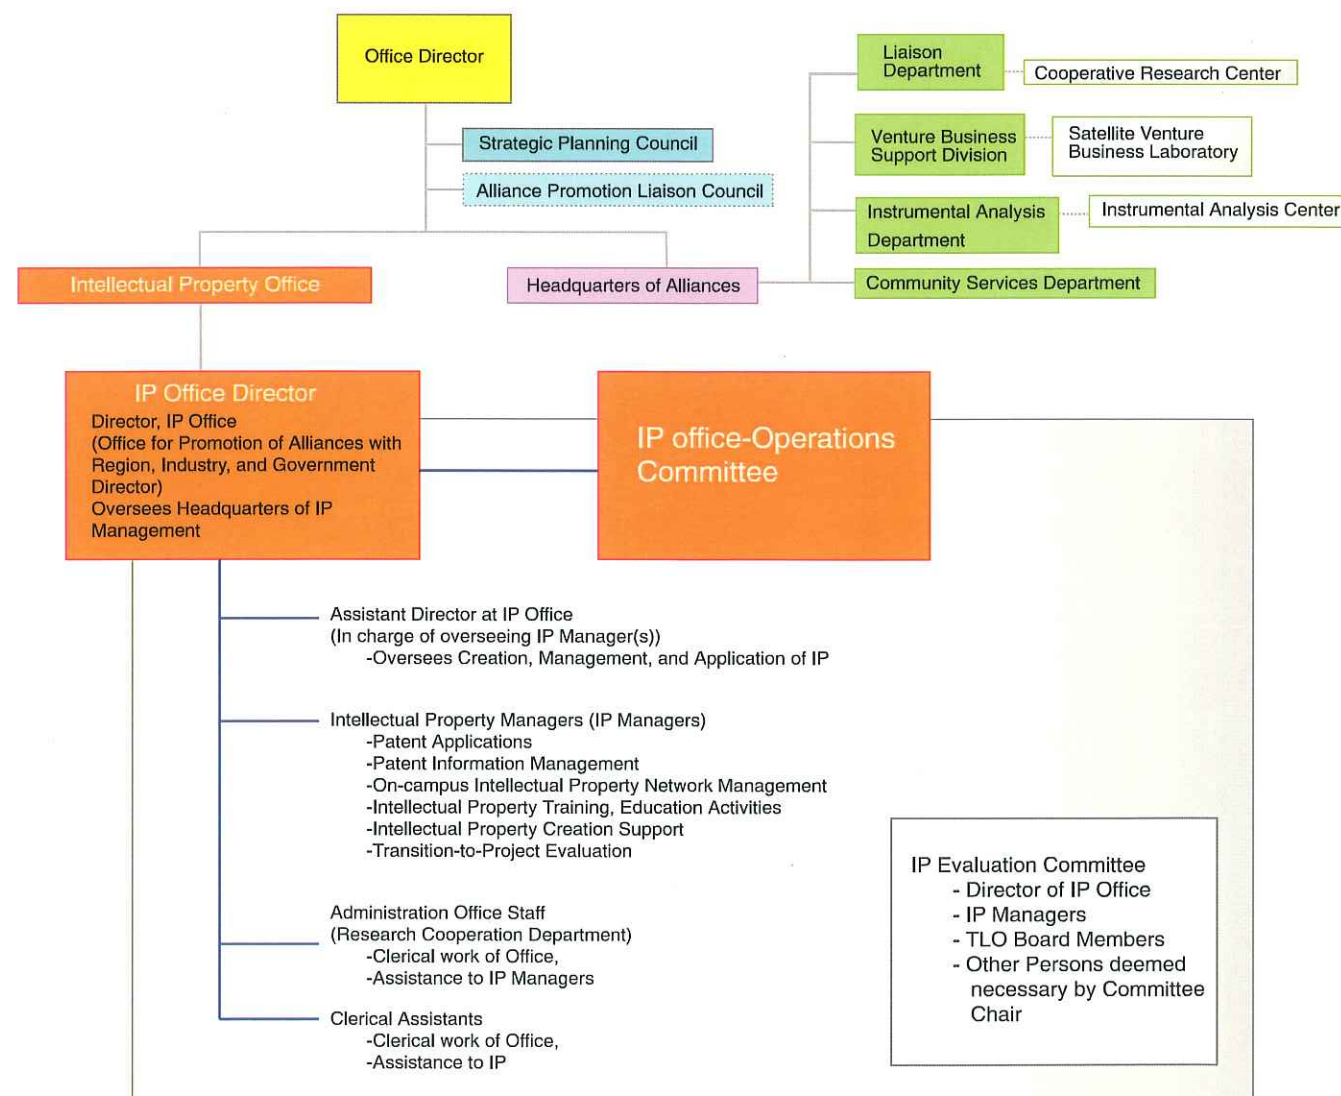 Office Director
Strategic Planning Council
Alliance Promotion Liaison Council
Liaison
Department
Cooperative Research Center
Venture Business
Support Division
Satellite Venture
Business Laboratory
Instrumental Analysis
Department
Instrumental Analysis Center
Community Services Department
Intellectual Property Office
Headquarters of Alliances
IP Office Director
Director, IP Office
(Office for Promotion of Alliances with
Region, Industry, and Government
Director)
Oversees Headquarters of IP
Management
IP office-Operations
Committee
Assistant Director at IP Office
(In charge of overseeing IP Manager(s))
-Oversees Creation, Management, and Application of IP
Intellectual Property Managers (IP Managers)
-Patent Applications
-Patent Information Management
-On-campus Intellectual Property Network Management
-Intellectual Property Training, Education Activities
-Intellectual Property Creation Support
-Transition-to-Project Evaluation
Administration Office Staff
(Research Cooperation Department)
-Clerical work of Office,
-Assistance to IP Managers
Clerical Assistants
-Clerical work of Office,
-Assistance to IP
IP Evaluation Committee
- Director of IP Office
- IP Managers
- TLO Board Members
- Other Persons deemed
necessary by Committee
Chair